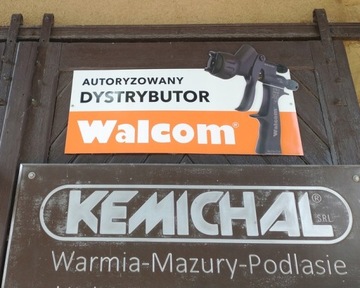 AUTORYZOWANY
DYSTRYBUTOR
Walcom®
KEMICHAL®
SRL
Warmia-Mazury-Podlasie